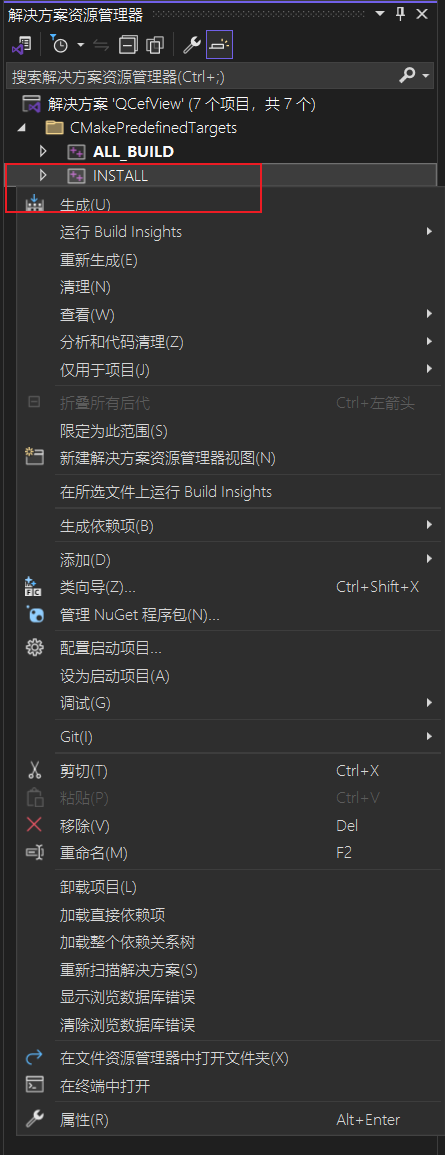 解决方案资源管理器
搜索解决方案资源管理器(Ctrl+;)
解决方案 'QCefView' (7 个项目，共 7 个)
CMakePredefinedTargets
ALL_BUILD
INSTALL
生成(U)
运行 Build Insights
重新生成(E)
清理(N)
查看(W)
分析和代码清理(Z)
仅用于项目(J)
折叠所有后代 Ctrl+左箭头
限定为此范围(S)
新建解决方案资源管理器视图(N)
在所选文件上运行 Build Insights
生成依赖项(B)
添加(D)
类向导(Z)... Ctrl+Shift+X
管理 NuGet 程序包(N)...
配置启动项目...
设为启动项目(A)
调试(G)
Git(I)
剪切(T) Ctrl+X
粘贴(P) Ctrl+V
移除(V) Del
重命名(M) F2
卸载项目(L)
加载直接依赖项
加载整个依赖关系树
重新扫描解决方案(S)
显示浏览数据库错误
清除浏览数据库错误
在文件资源管理器中打开文件夹(X)
在终端中打开
属性(R) Alt+Enter